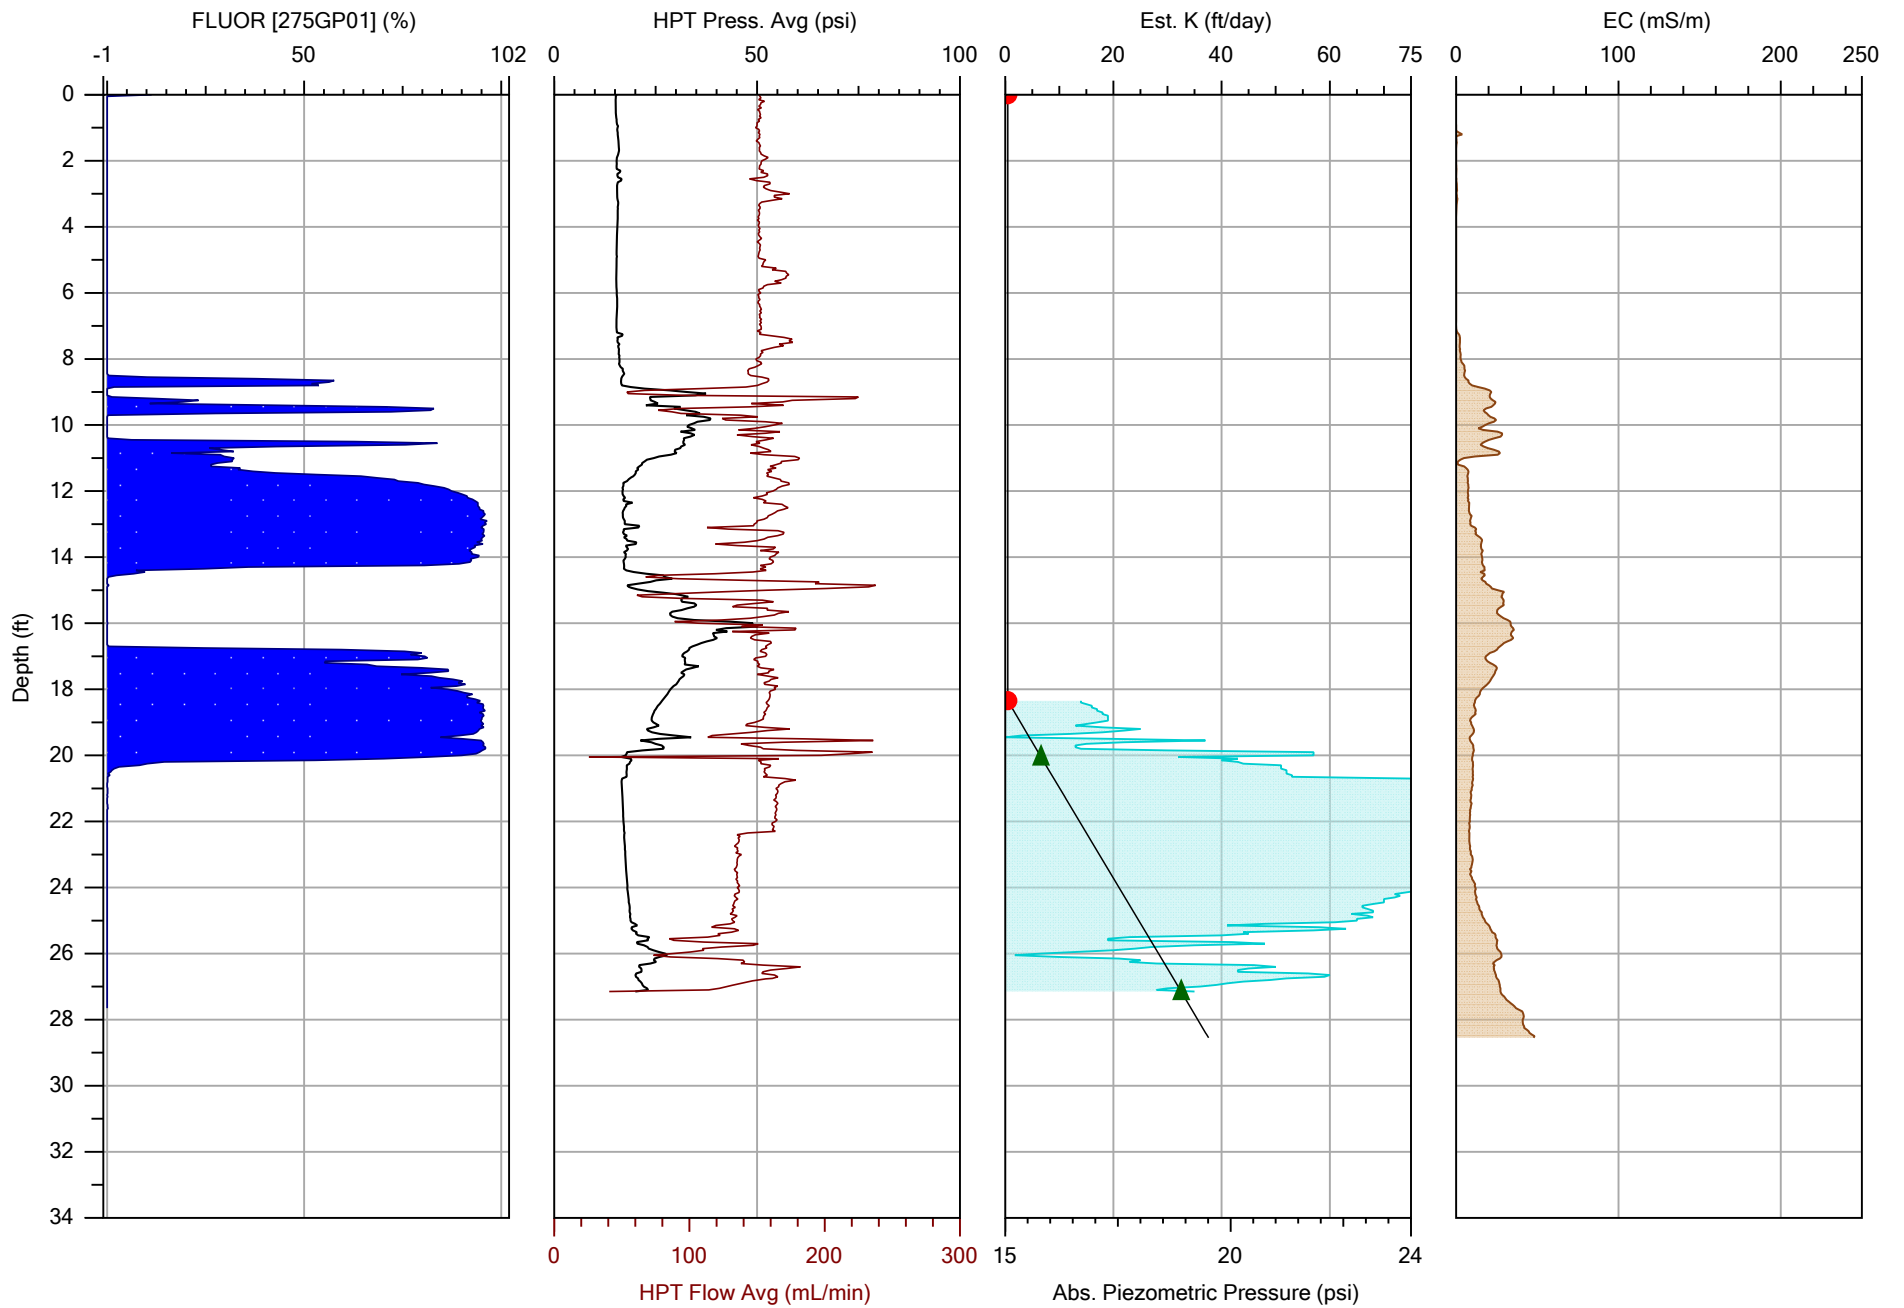 FLUOR [275GP01] (%)
HPT Press. Avg (psi)
Est. K (ft/day)
EC (mS/m)
-1 50 102
0 50 100
0 20 40 60 75
0 100 200 250
0
2
4
6
8
10
12
14
16
18
20
22
24
26
28
30
32
34
Depth (ft)
0 100 200 300
15 20 24
HPT Flow Avg (mL/min)
Abs. Piezometric Pressure (psi)